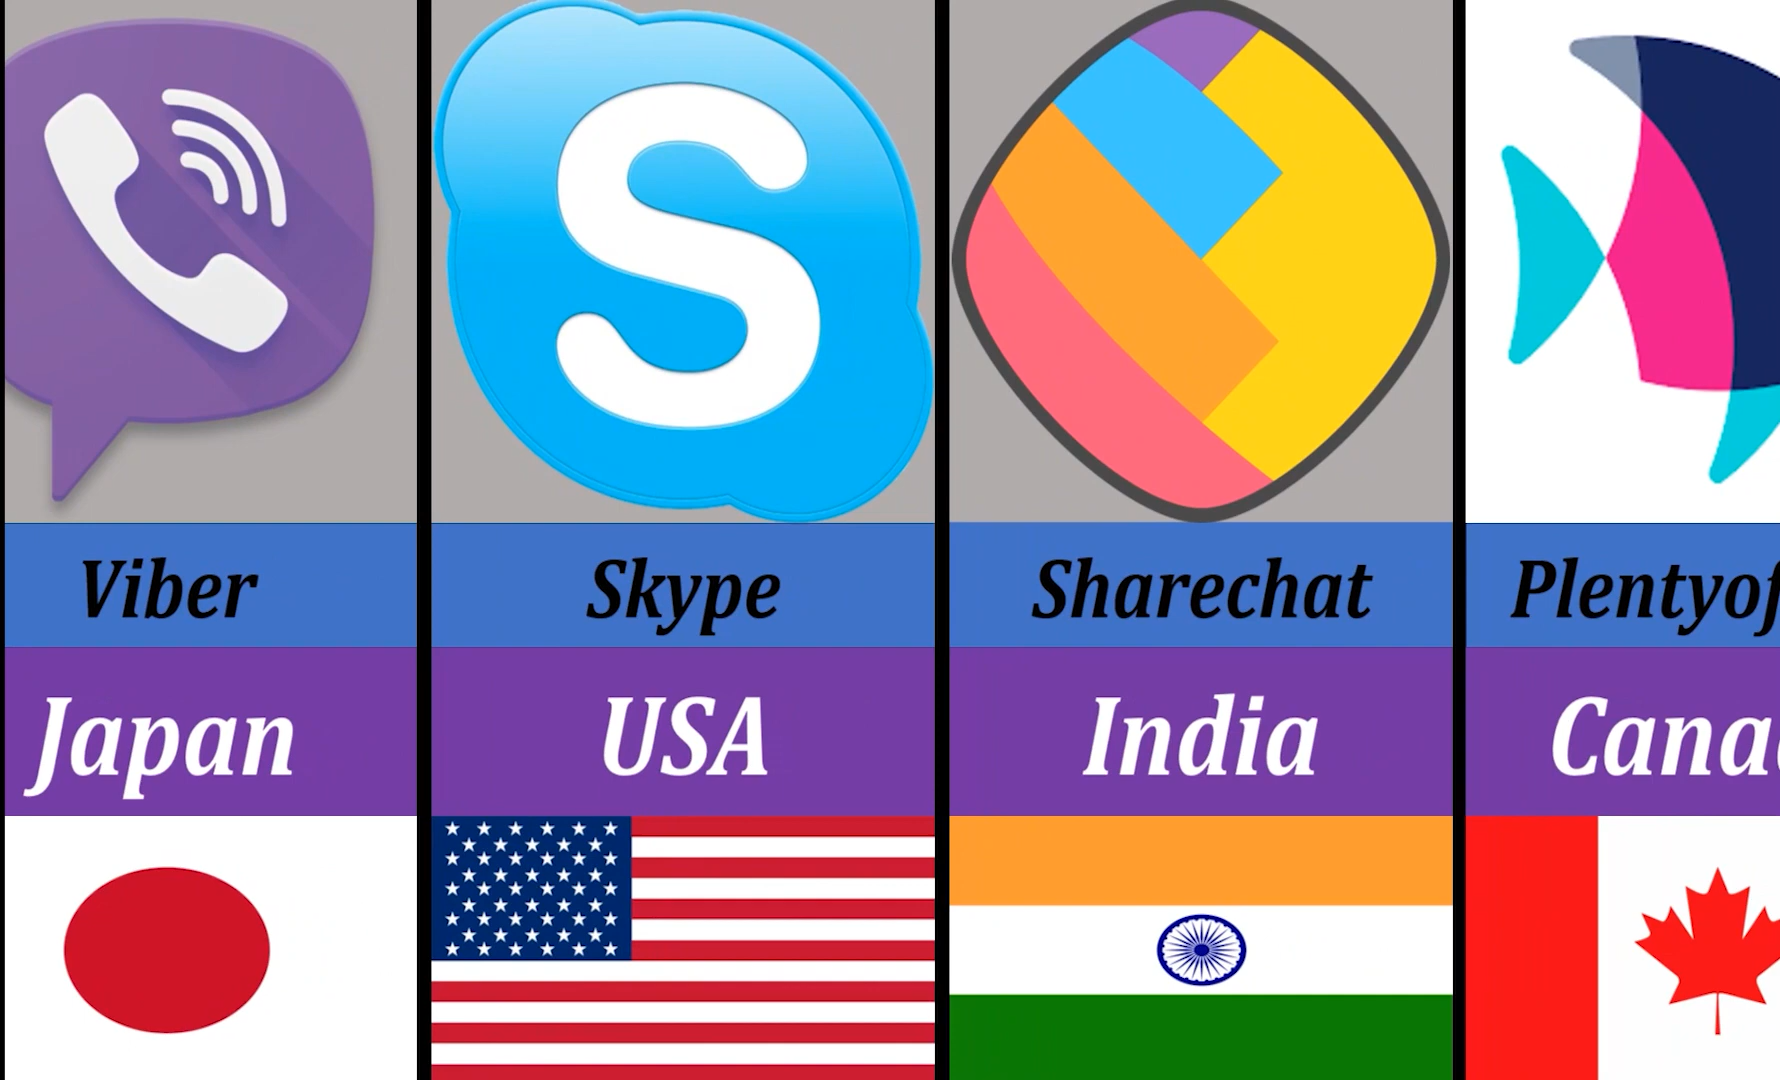 S
Viber
Skype
Sharechat
Plentyof
Japan
USA
India
Cana